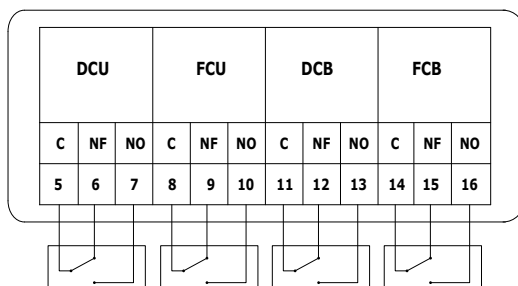 DCU FCU DCB FCB
C NF NO C NF NO C NF NO C NF NO
5 6 7 8 9 10 11 12 13 14 15 16